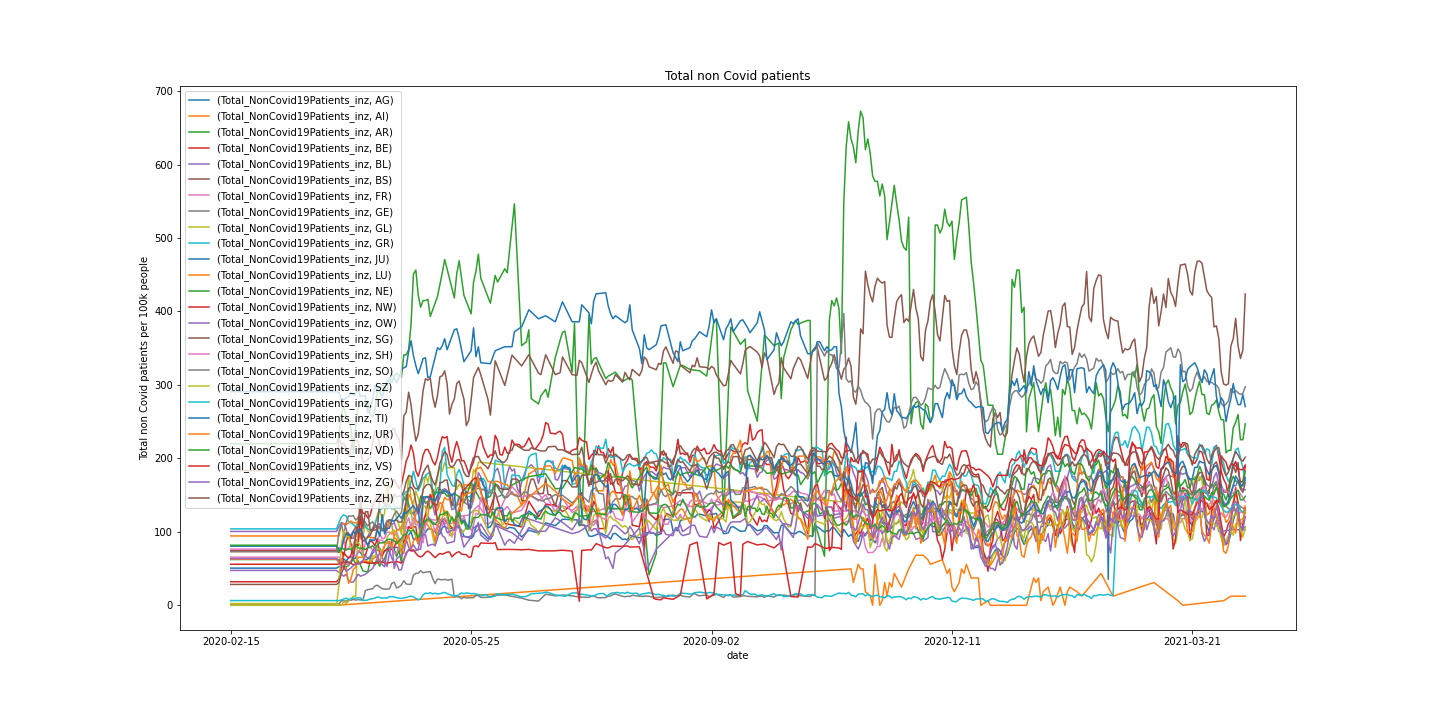 Total non Covid patients
Total non Covid patients per 100k people
700
600
500
400
300
200
100
0
(Total_NonCovid19Patients_inz, AG)
(Total_NonCovid19Patients_inz, AI)
(Total_NonCovid19Patients_inz, AR)
(Total_NonCovid19Patients_inz, BE)
(Total_NonCovid19Patients_inz, BL)
(Total_NonCovid19Patients_inz, BS)
(Total_NonCovid19Patients_inz, FR)
(Total_NonCovid19Patients_inz, GE)
(Total_NonCovid19Patients_inz, GL)
(Total_NonCovid19Patients_inz, GR)
(Total_NonCovid19Patients_inz, JU)
(Total_NonCovid19Patients_inz, LU)
(Total_NonCovid19Patients_inz, NE)
(Total_NonCovid19Patients_inz, NW)
(Total_NonCovid19Patients_inz, OW)
(Total_NonCovid19Patients_inz, SG)
(Total_NonCovid19Patients_inz, SH)
(Total_NonCovid19Patients_inz, SO)
(Total_NonCovid19Patients_inz, SZ)
(Total_NonCovid19Patients_inz, TG)
(Total_NonCovid19Patients_inz, TI)
(Total_NonCovid19Patients_inz, UR)
(Total_NonCovid19Patients_inz, VD)
(Total_NonCovid19Patients_inz, VS)
(Total_NonCovid19Patients_inz, ZG)
(Total_NonCovid19Patients_inz, ZH)
2020-02-15
2020-05-25
2020-09-02
2020-12-11
2021-03-21
date